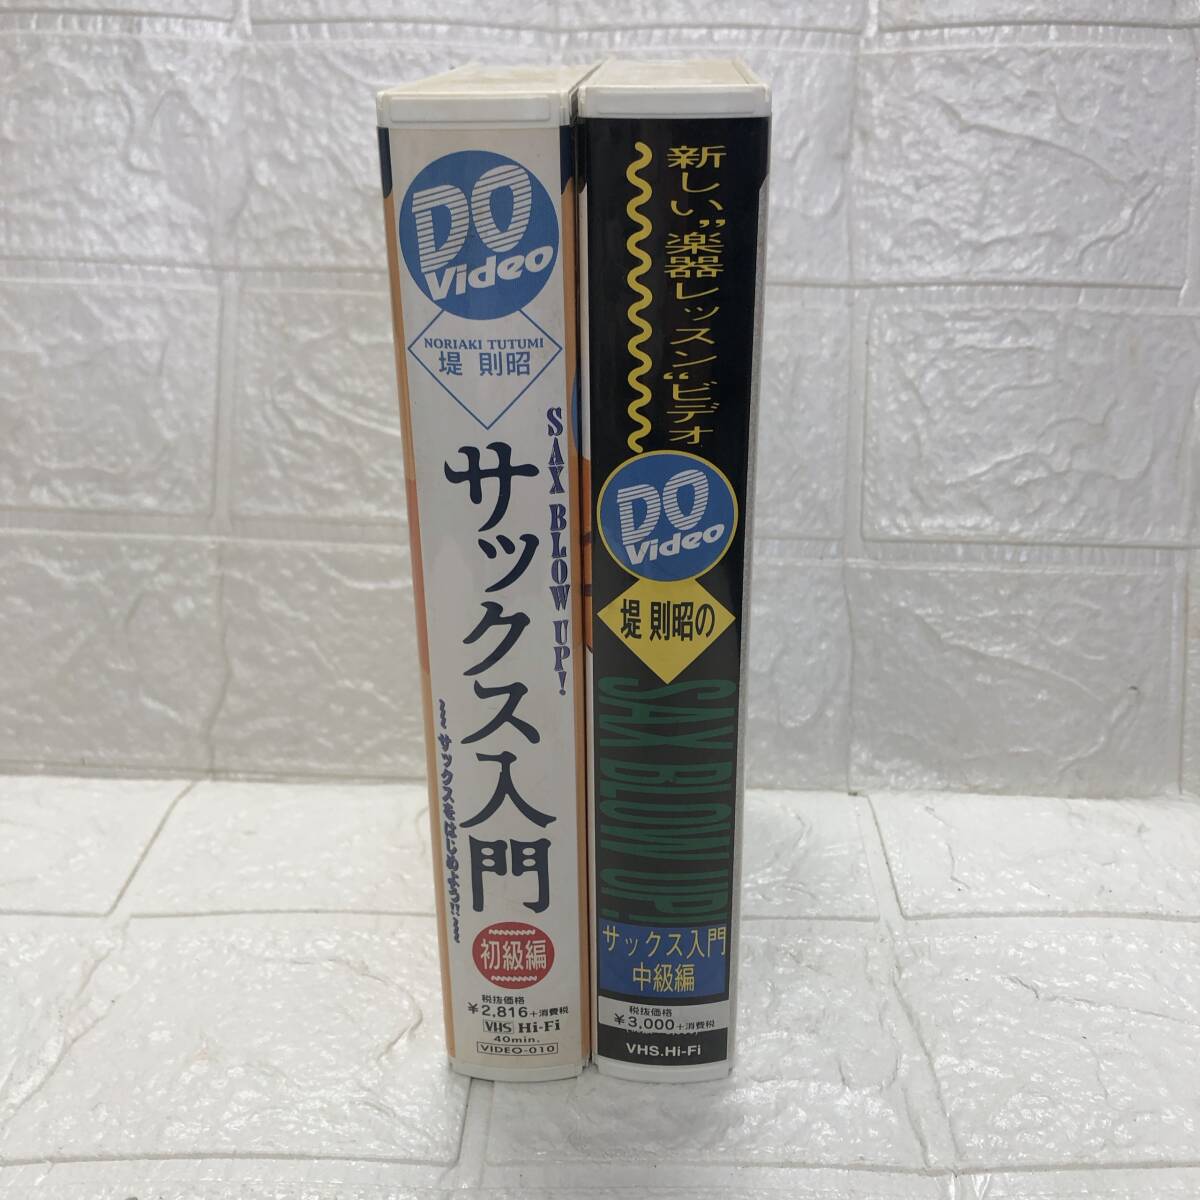 DO
Video
NORIAKI TUTUMI
堤 則昭
SAX BLOW UP!
サックス入門
~サックスをはじめよう!!~
初級編
税抜価格
¥2,816+消費税
VHS Hi-Fi
40min.
VIDEO-010
新しい"楽器レッスン"ビデオ
DO
Video
堤 則昭の
SAX BLOW UP!
サックス入門
中級編
税抜価格
¥3,000+消費税
VHS.Hi-Fi